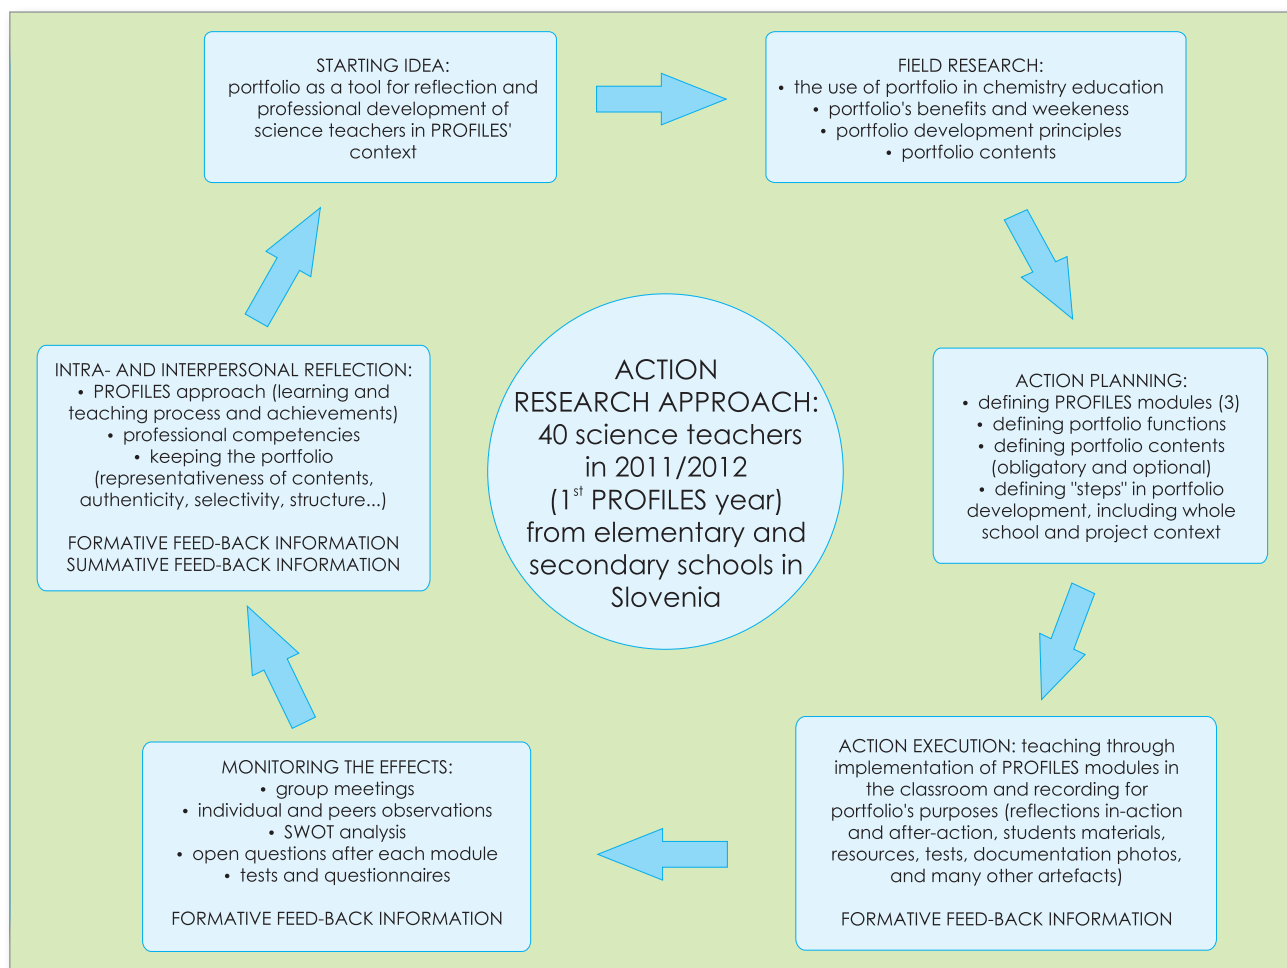 STARTING IDEA:
portfolio as a tool for reflection and
professional development of
science teachers in PROFILES'
context
FIELD RESEARCH:
• the use of portfolio in chemistry education
• portfolio's benefits and weekeness
• portfolio development principles
• portfolio contents
ACTION PLANNING:
• defining PROFILES modules (3)
• defining portfolio functions
• defining portfolio contents
(obligatory and optional)
• defining "steps" in portfolio
development, including whole
school and project context
ACTION EXECUTION: teaching through
implementation of PROFILES modules in
the classroom and recording for
portfolio's purposes (reflections in-action
and after-action, students materials,
resources, tests, documentation photos,
and many other artefacts)
FORMATIVE FEED-BACK INFORMATION
MONITORING THE EFFECTS:
• group meetings
• individual and peers observations
• SWOT analysis
• open questions after each module
• tests and questionnaires
FORMATIVE FEED-BACK INFORMATION
INTRA- AND INTERPERSONAL REFLECTION:
• PROFILES approach (learning and
teaching process and achievements)
• professional competencies
• keeping the portfolio
(representativeness of contents,
authenticity, selectivity, structure...)
FORMATIVE FEED-BACK INFORMATION
SUMMATIVE FEED-BACK INFORMATION
ACTION
RESEARCH APPROACH:
40 science teachers
in 2011/2012
(1st PROFILES year)
from elementary and
secondary schools in
Slovenia